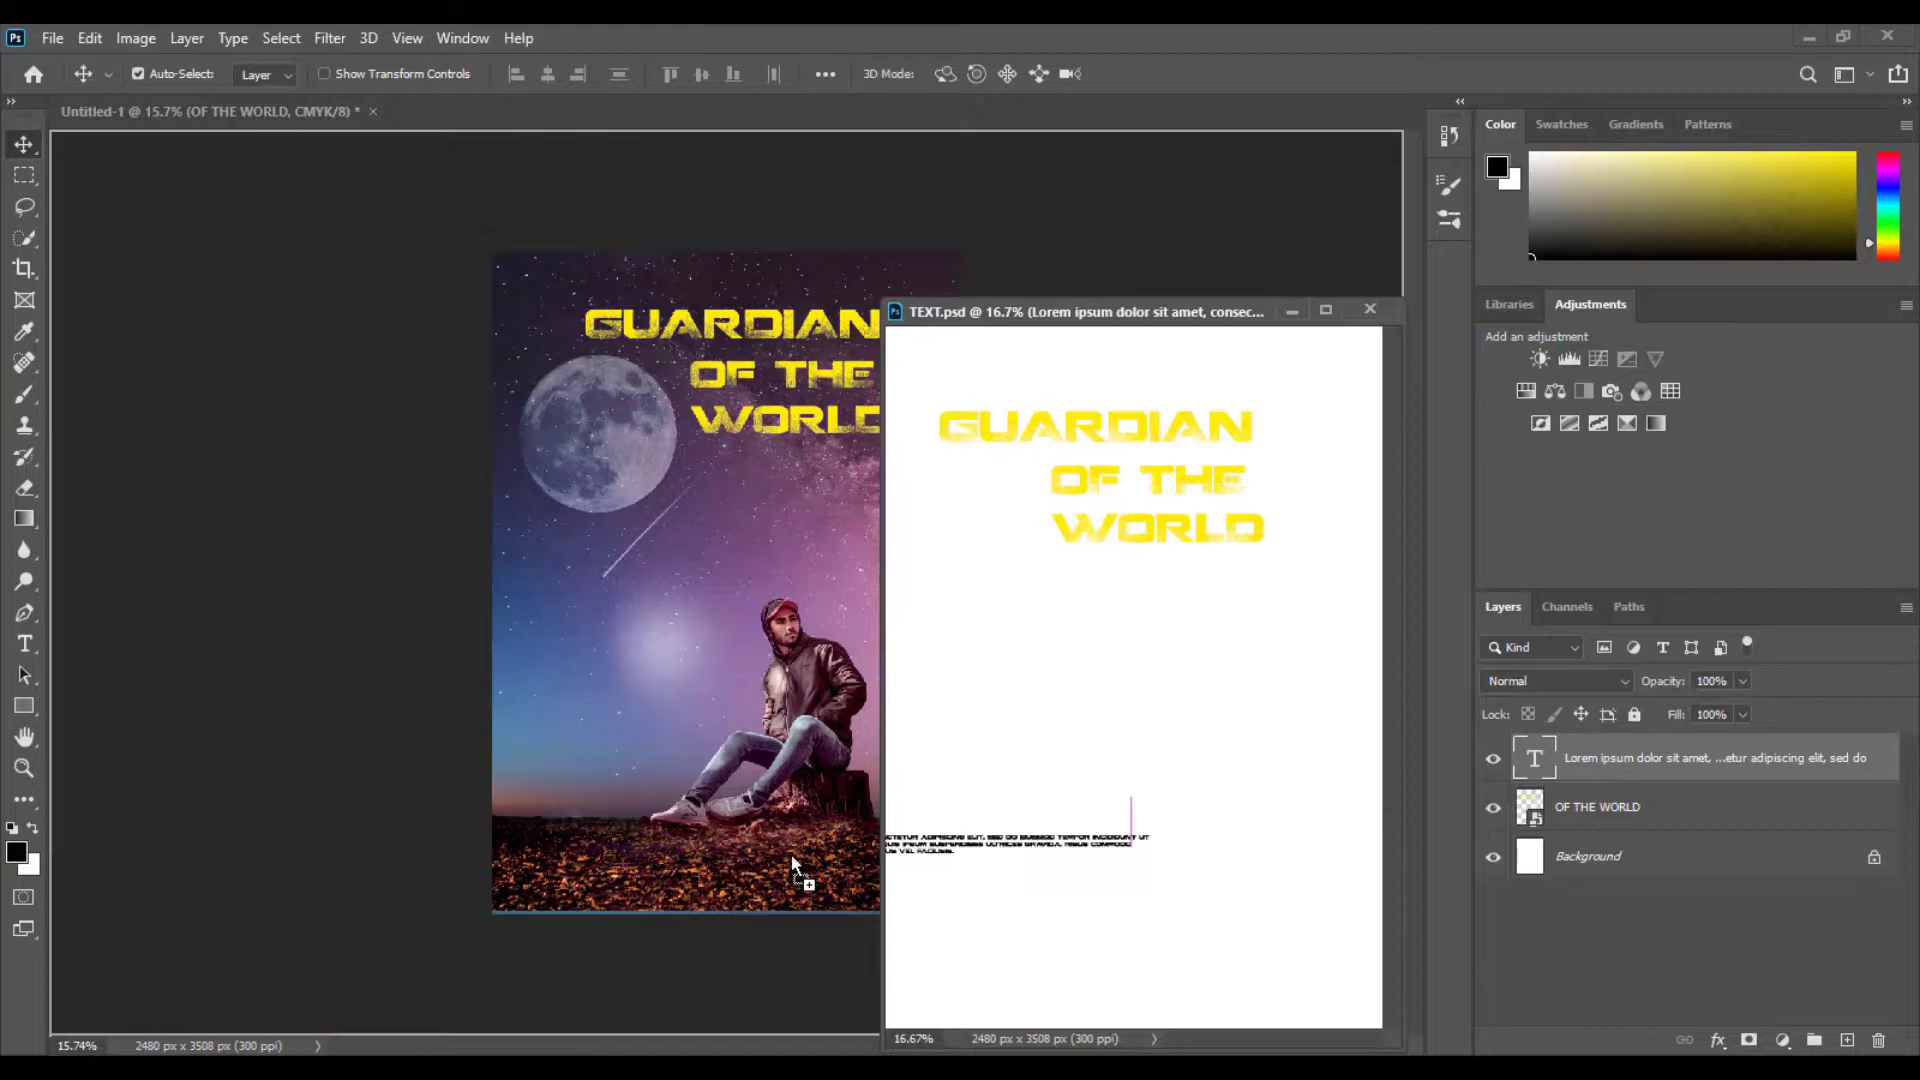 Ps File Edit Image Layer Type Select Filter 3D View Window Help
Auto-Select: Layer Show Transform Controls 3D Mode:
Untitled-1 @ 15.7% (OF THE WORLD, CMYK/8) *
Color Swatches Gradients Patterns
GUARDIAN
OF THE
WORLD
TEXT.psd @ 16.7% (Lorem ipsum dolor sit amet, consec...
GUARDIAN
OF THE
WORLD
15.74% 2480 px x 3508 px (300 ppi)
16.67% 2480 px x 3508 px (300 ppi)
Libraries Adjustments
Add an adjustment
Layers Channels Paths
Kind
Normal Opacity: 100%
Lock: Fill: 100%
Lorem ipsum dolor sit amet, ...etur adipiscing elit, sed do
OF THE WORLD
Background
fx